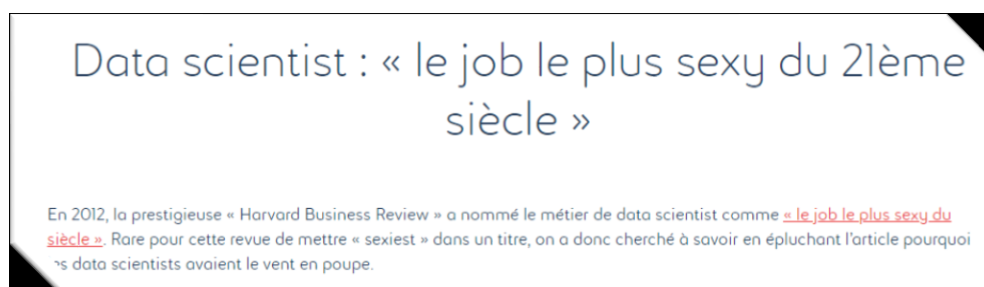 Data scientist : « le job le plus sexy du 21ème
siècle »
En 2012, la prestigieuse « Harvard Business Review » a nommé le métier de data scientist comme « le job le plus sexy du
siècle ». Rare pour cette revue de mettre « sexiest » dans un titre, on a donc cherché à savoir en épluchant l'article pourquoi
data scientists avaient le vent en poupe.